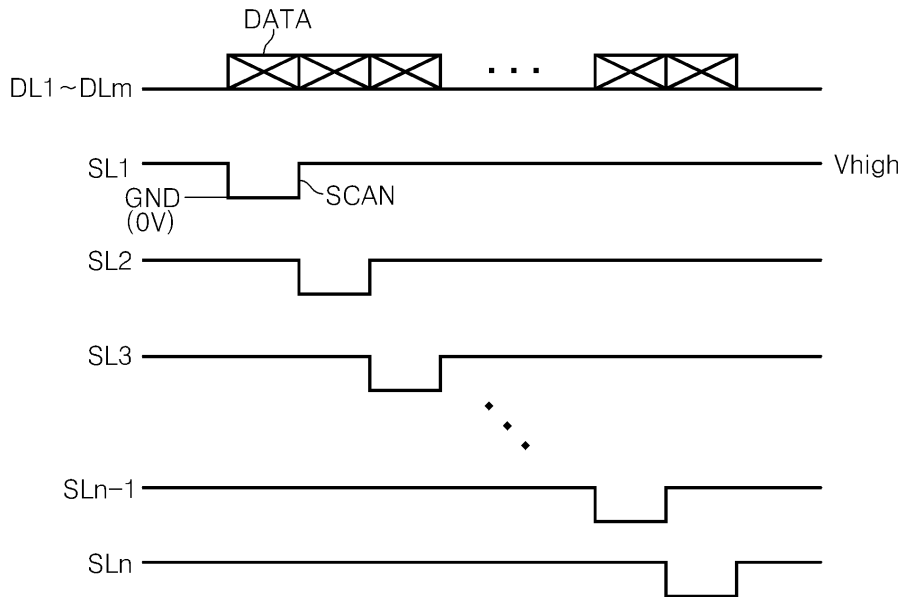 DATA
DL1~DLm
SL1
Vhigh
GND
(0V)
SCAN
SL2
SL3
SLn-1
SLn